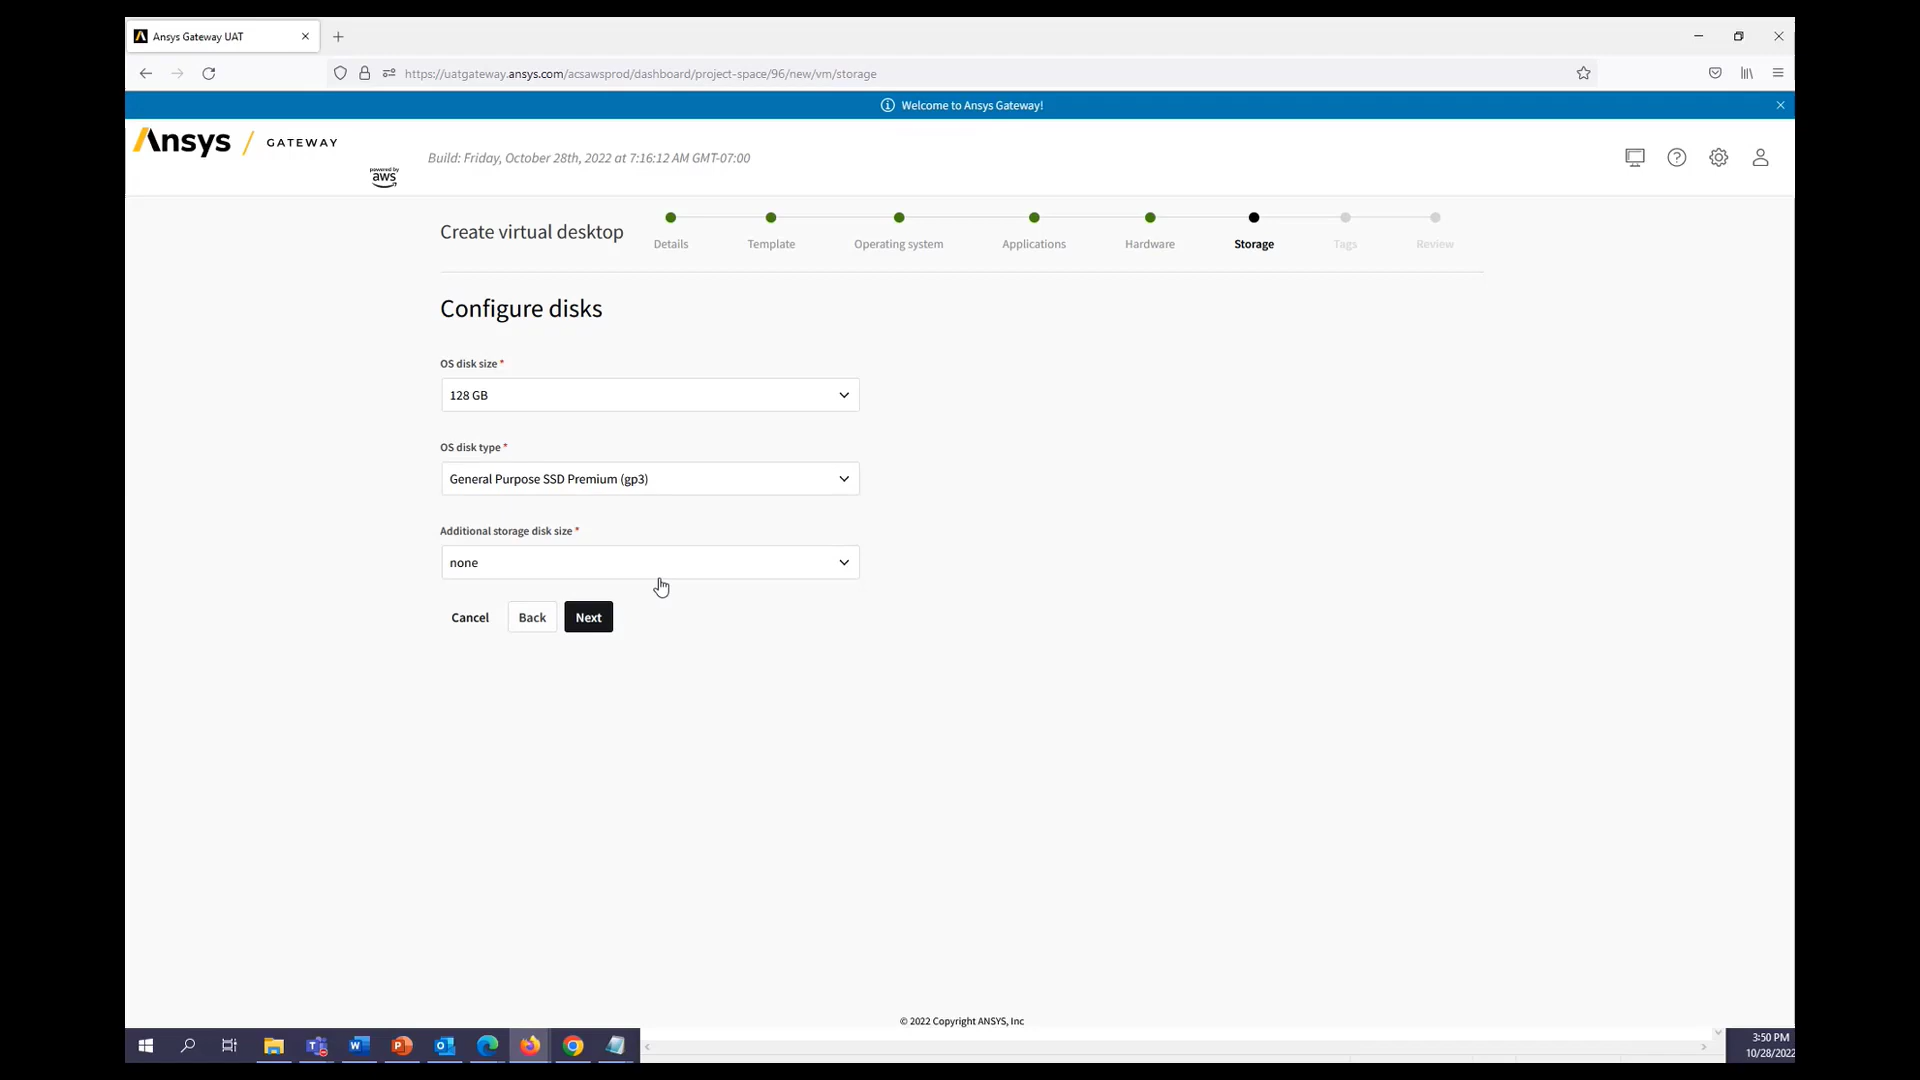 Ansys Gateway UAT
https://uatgateway.ansys.com/acsawsprod/dashboard/project-space/96/new/vm/storage
Welcome to Ansys Gateway!
Ansys / GATEWAY
powered by
aws
Build: Friday, October 28th, 2022 at 7:16:12 AM GMT-07:00
Create virtual desktop
Details
Template
Operating system
Applications
Hardware
Storage
Tags
Review
Configure disks
OS disk size *
128 GB
OS disk type *
General Purpose SSD Premium (gp3)
Additional storage disk size *
none
Cancel
Back
Next
© 2022 Copyright ANSYS, Inc
3:50 PM
10/28/2022